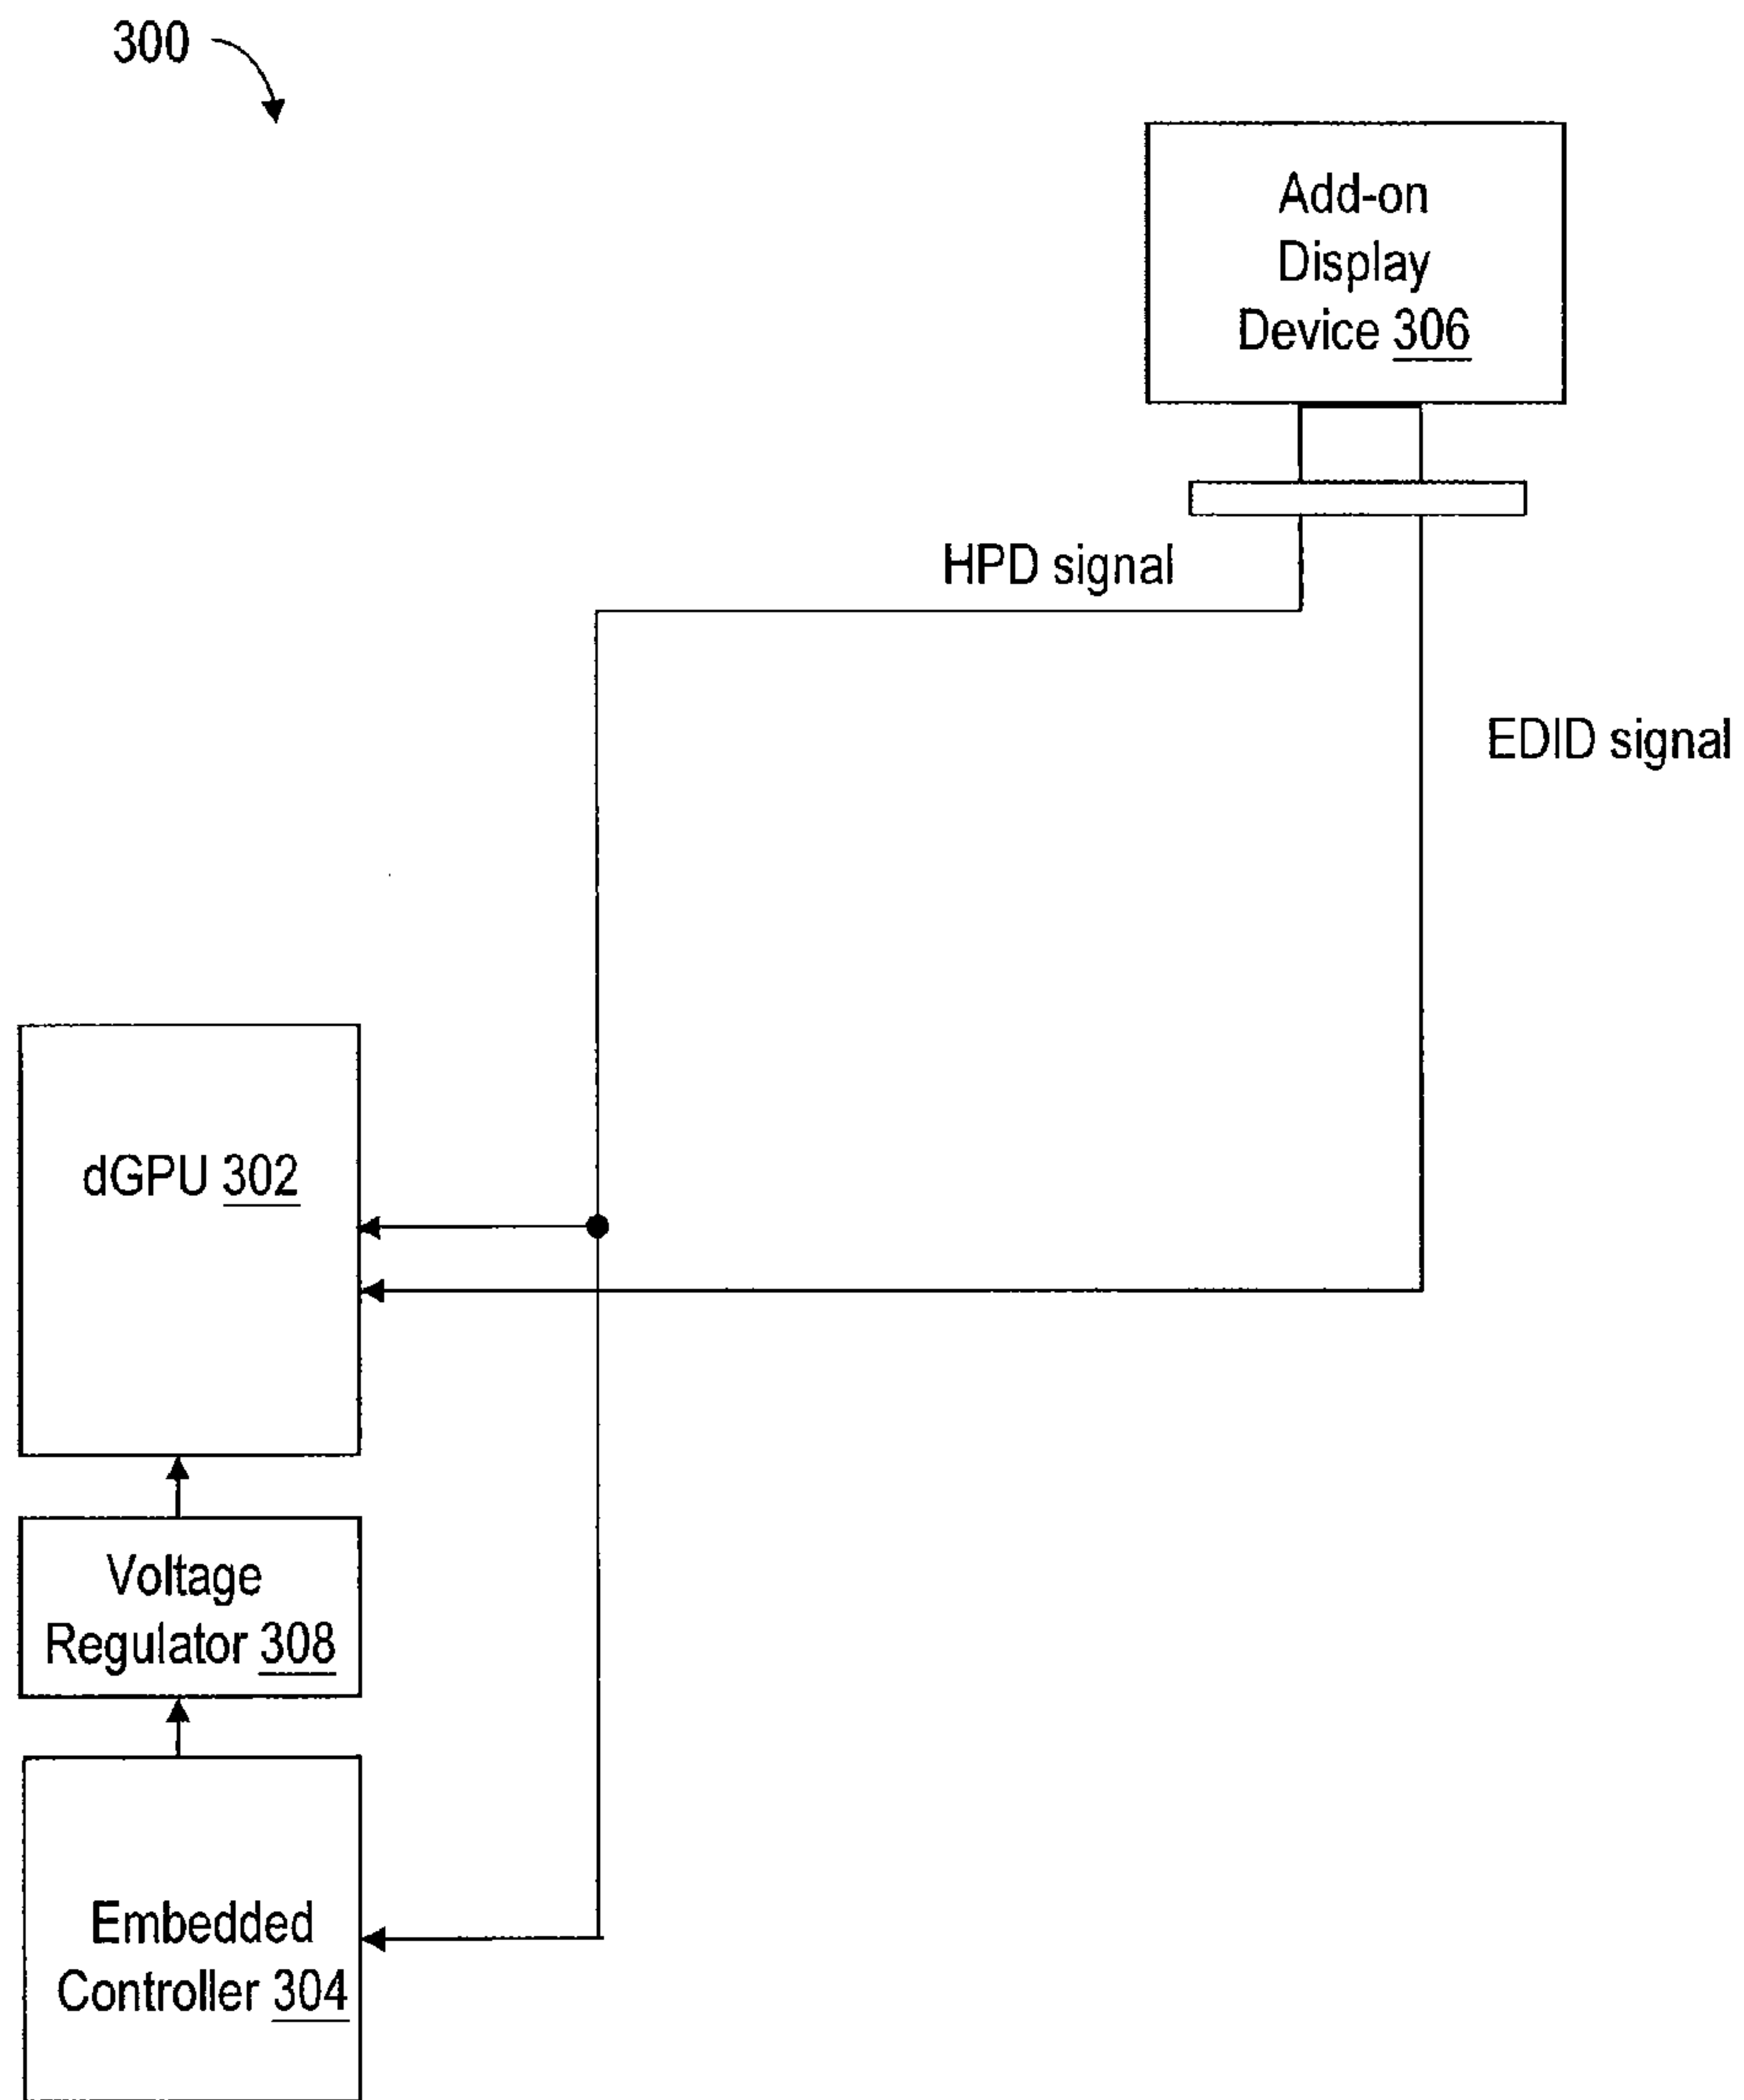 300
Add-on
Display
Device 306
HPD signal
EDID signal
dGPU 302
Voltage
Regulator 308
Embedded
Controller 304